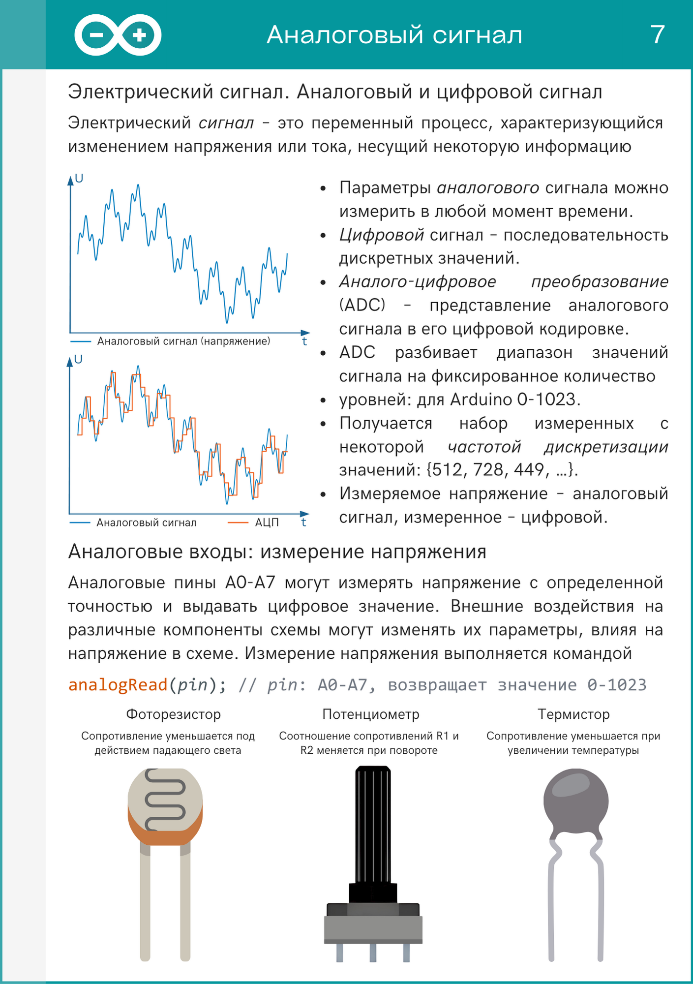 Аналоговый сигнал 7
Электрический сигнал. Аналоговый и цифровой сигнал
Электрический сигнал – это переменный процесс, характеризующийся
изменением напряжения или тока, несущий некоторую информацию
U
Аналоговый сигнал (напряжение) t
U
Аналоговый сигнал АЦП t
• Параметры аналогового сигнала можно
измерить в любой момент времени.
• Цифровой сигнал – последовательность
дискретных значений.
• Аналого-цифровое преобразование
(ADC) – представление аналогового
сигнала в его цифровой кодировке.
• ADC разбивает диапазон значений
сигнала на фиксированное количество
• уровней: для Arduino 0-1023.
• Получается набор измеренных с
некоторой частотой дискретизации
значений: {512, 728, 449, …}.
• Измеряемое напряжение – аналоговый
сигнал, измеренное – цифровой.
Аналоговые входы: измерение напряжения
Аналоговые пины A0-A7 могут измерять напряжение с определенной
точностью и выдавать цифровое значение. Внешние воздействия на
различные компоненты схемы могут изменять их параметры, влияя на
напряжение в схеме. Измерение напряжения выполняется командой
analogRead(pin); // pin: A0-A7, возвращает значение 0-1023
Фоторезистор
Сопротивление уменьшается под
действием падающего света
Потенциометр
Соотношение сопротивлений R1 и
R2 меняется при повороте
Термистор
Сопротивление уменьшается при
увеличении температуры